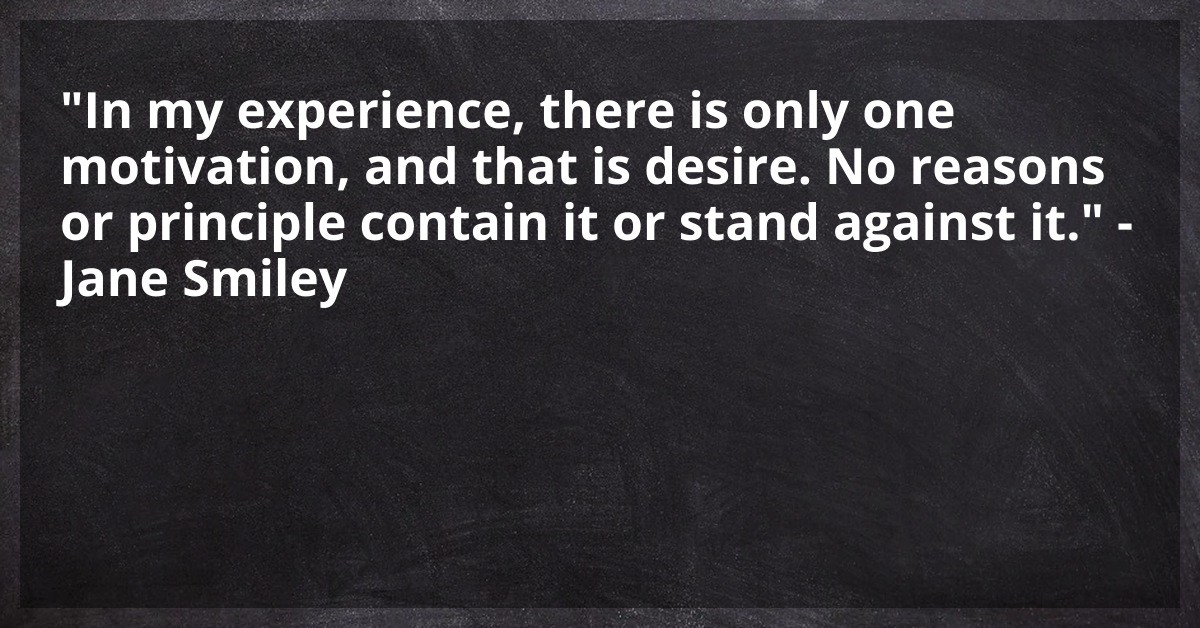 "In my experience, there is only one
motivation, and that is desire. No reasons
or principle contain it or stand against it." -
Jane Smiley